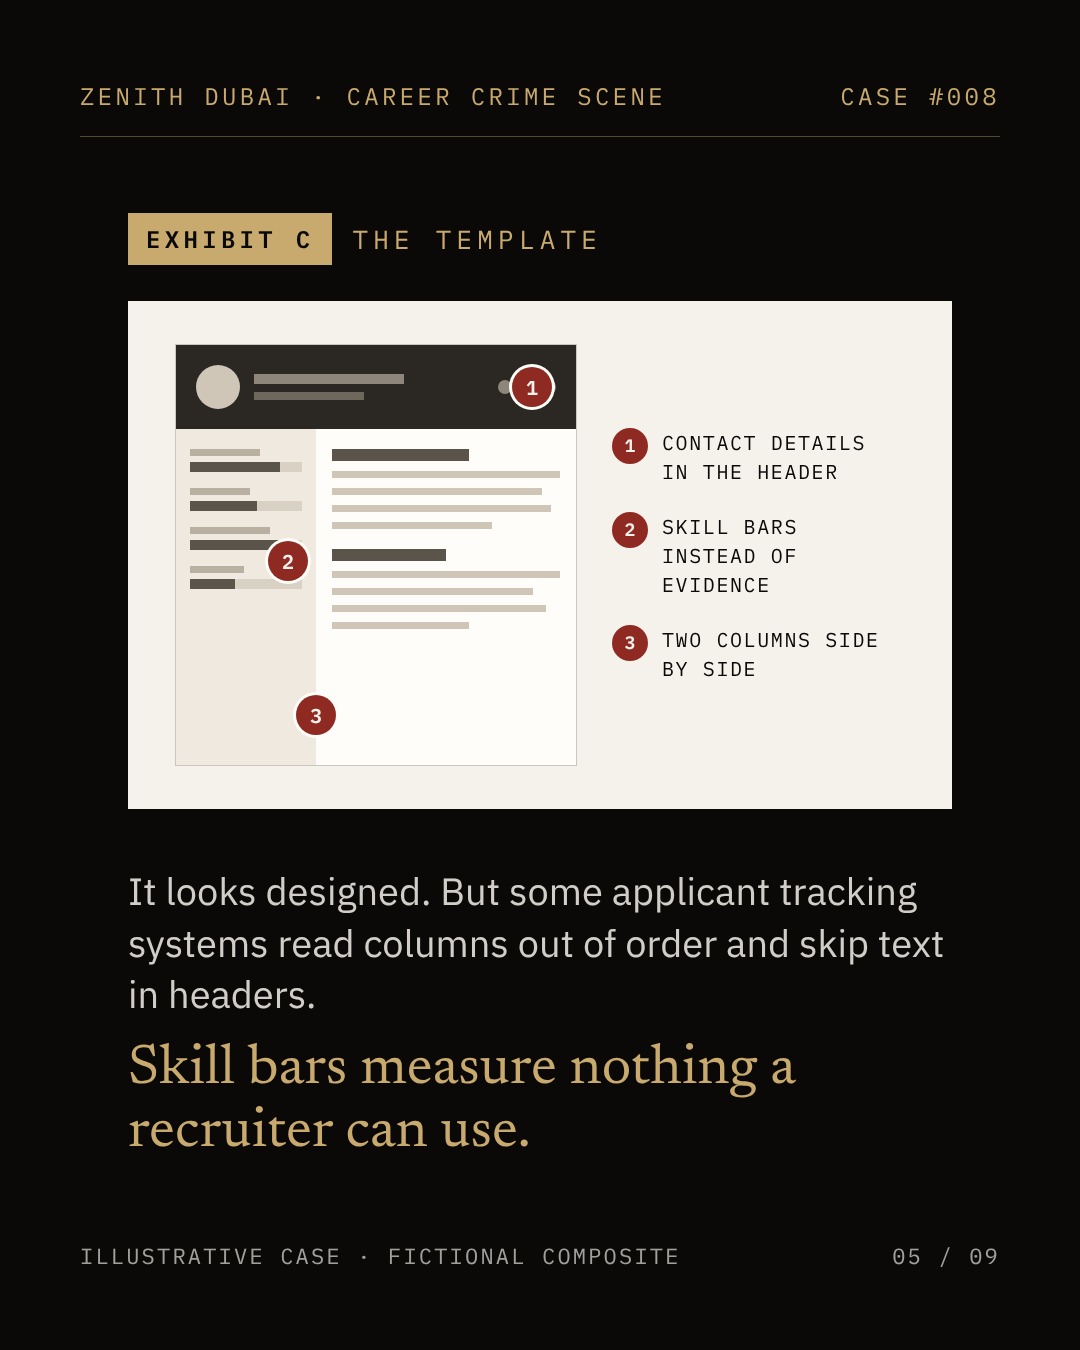 ZENITH DUBAI · CAREER CRIME SCENE
CASE #008
EXHIBIT C
THE TEMPLATE
1
2
3
1
CONTACT DETAILS
IN THE HEADER
2
SKILL BARS
INSTEAD OF
EVIDENCE
3
TWO COLUMNS SIDE
BY SIDE
It looks designed. But some applicant tracking
systems read columns out of order and skip text
in headers.
Skill bars measure nothing a
recruiter can use.
ILLUSTRATIVE CASE · FICTIONAL COMPOSITE
05 / 09